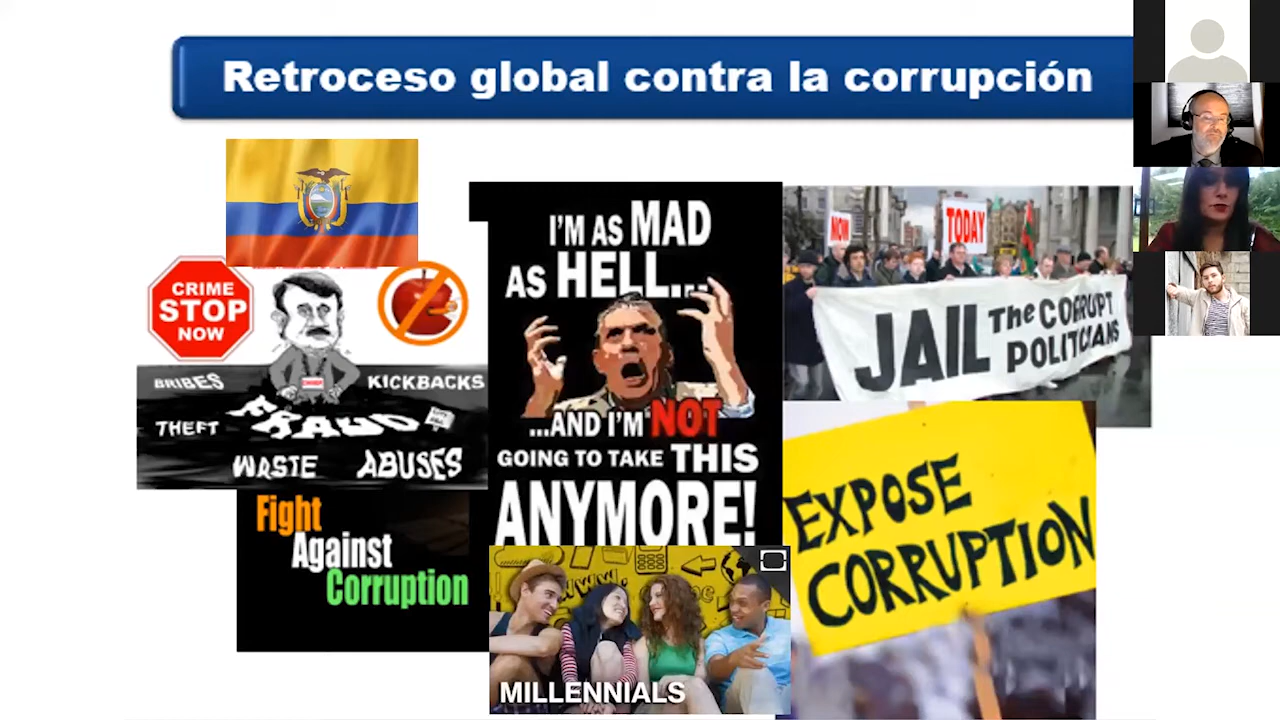 Retroceso global contra la corrupción
CRIME
STOP
NOW
BRIBES
KICKBACKS
THEFT
FRAUD
WASTE
ABUSES
Fight
Against
Corruption
I'M AS MAD
AS HELL...
...AND I'M NOT
GOING TO TAKE THIS
ANYMORE!
MILLENNIALS
NOW
TODAY
JAIL THE CORRUPT
POLITICIANS
EXPOSE
CORRUPTION